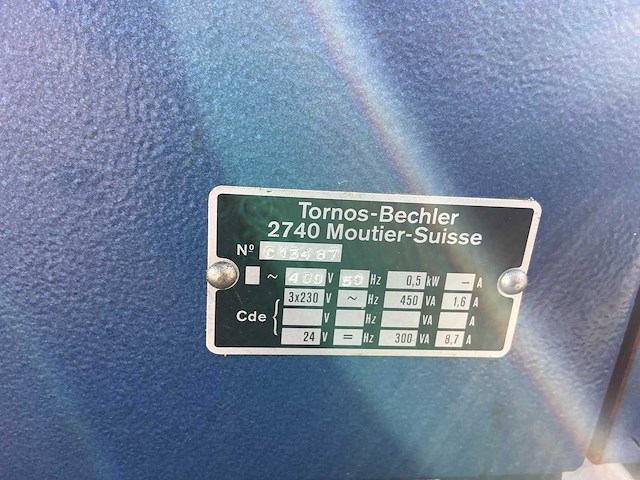 Tornos-Bechler
2740 Moutier-Suisse
Nº
~ 400 V 50 Hz 0,5 kW – A
3x230 ~ Hz 450 VA 1,6 A
Cde { V Hz VA A
24 V = Hz 300 VA 8,7 A